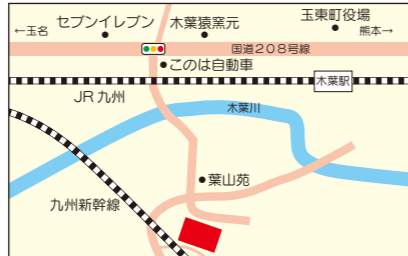 玉東町役場
セブンイレブン
木葉猿窯元
←玉名
熊本→
国道208号線
このは自動車
木葉駅
JR九州
木葉川
葉山苑
九州新幹線